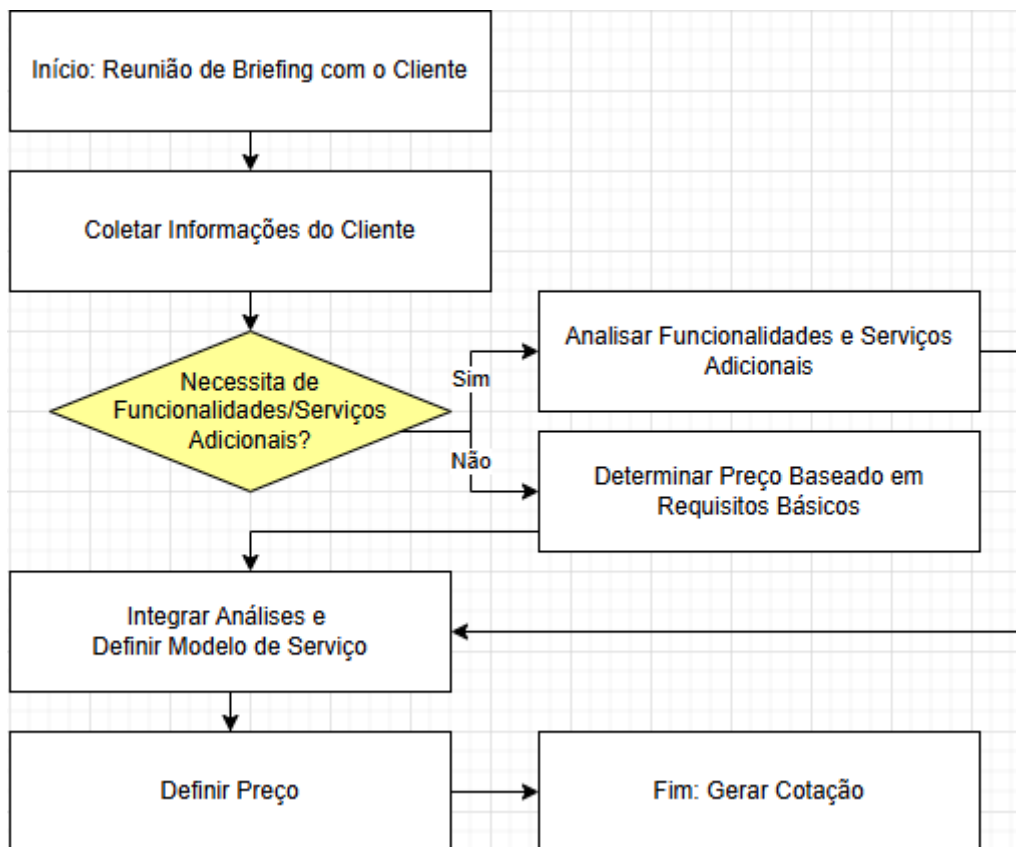 Início: Reunião de Briefing com o Cliente
Coletar Informações do Cliente
Necessita de
Funcionalidades/Serviços
Adicionais?
Sim
Analisar Funcionalidades e Serviços
Adicionais
Não
Determinar Preço Baseado em
Requisitos Básicos
Integrar Análises e
Definir Modelo de Serviço
Definir Preço
Fim: Gerar Cotação